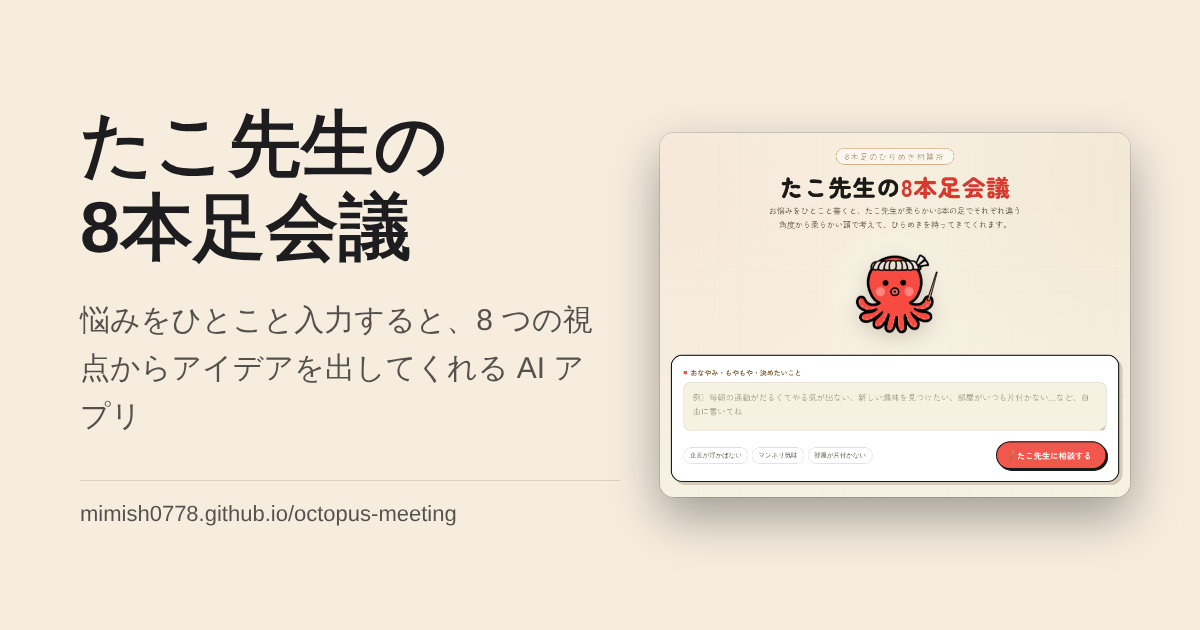 たこ先生の
8本足会議
悩みをひとこと入力すると、8 つの視
点からアイデアを出してくれる AI ア
プリ
mimish0778.github.io/octopus-meeting
8本足のひらめき相談所
たこ先生の8本足会議
お悩みをひとこと書くと、たこ先生が柔らかい8本の足でそれぞれ違う
角度から柔らかい頭で考えて、ひらめきを持ってきてくれます。
おなやみ・もやもや・決めたいこと
例）毎朝の通勤がだるくてやる気が出ない、新しい趣味を見つけたい、部屋がいつも片付かない…など、自
由に書いてね
企画が浮かばない
マンネリ気味
部屋が片付かない
たこ先生に相談する